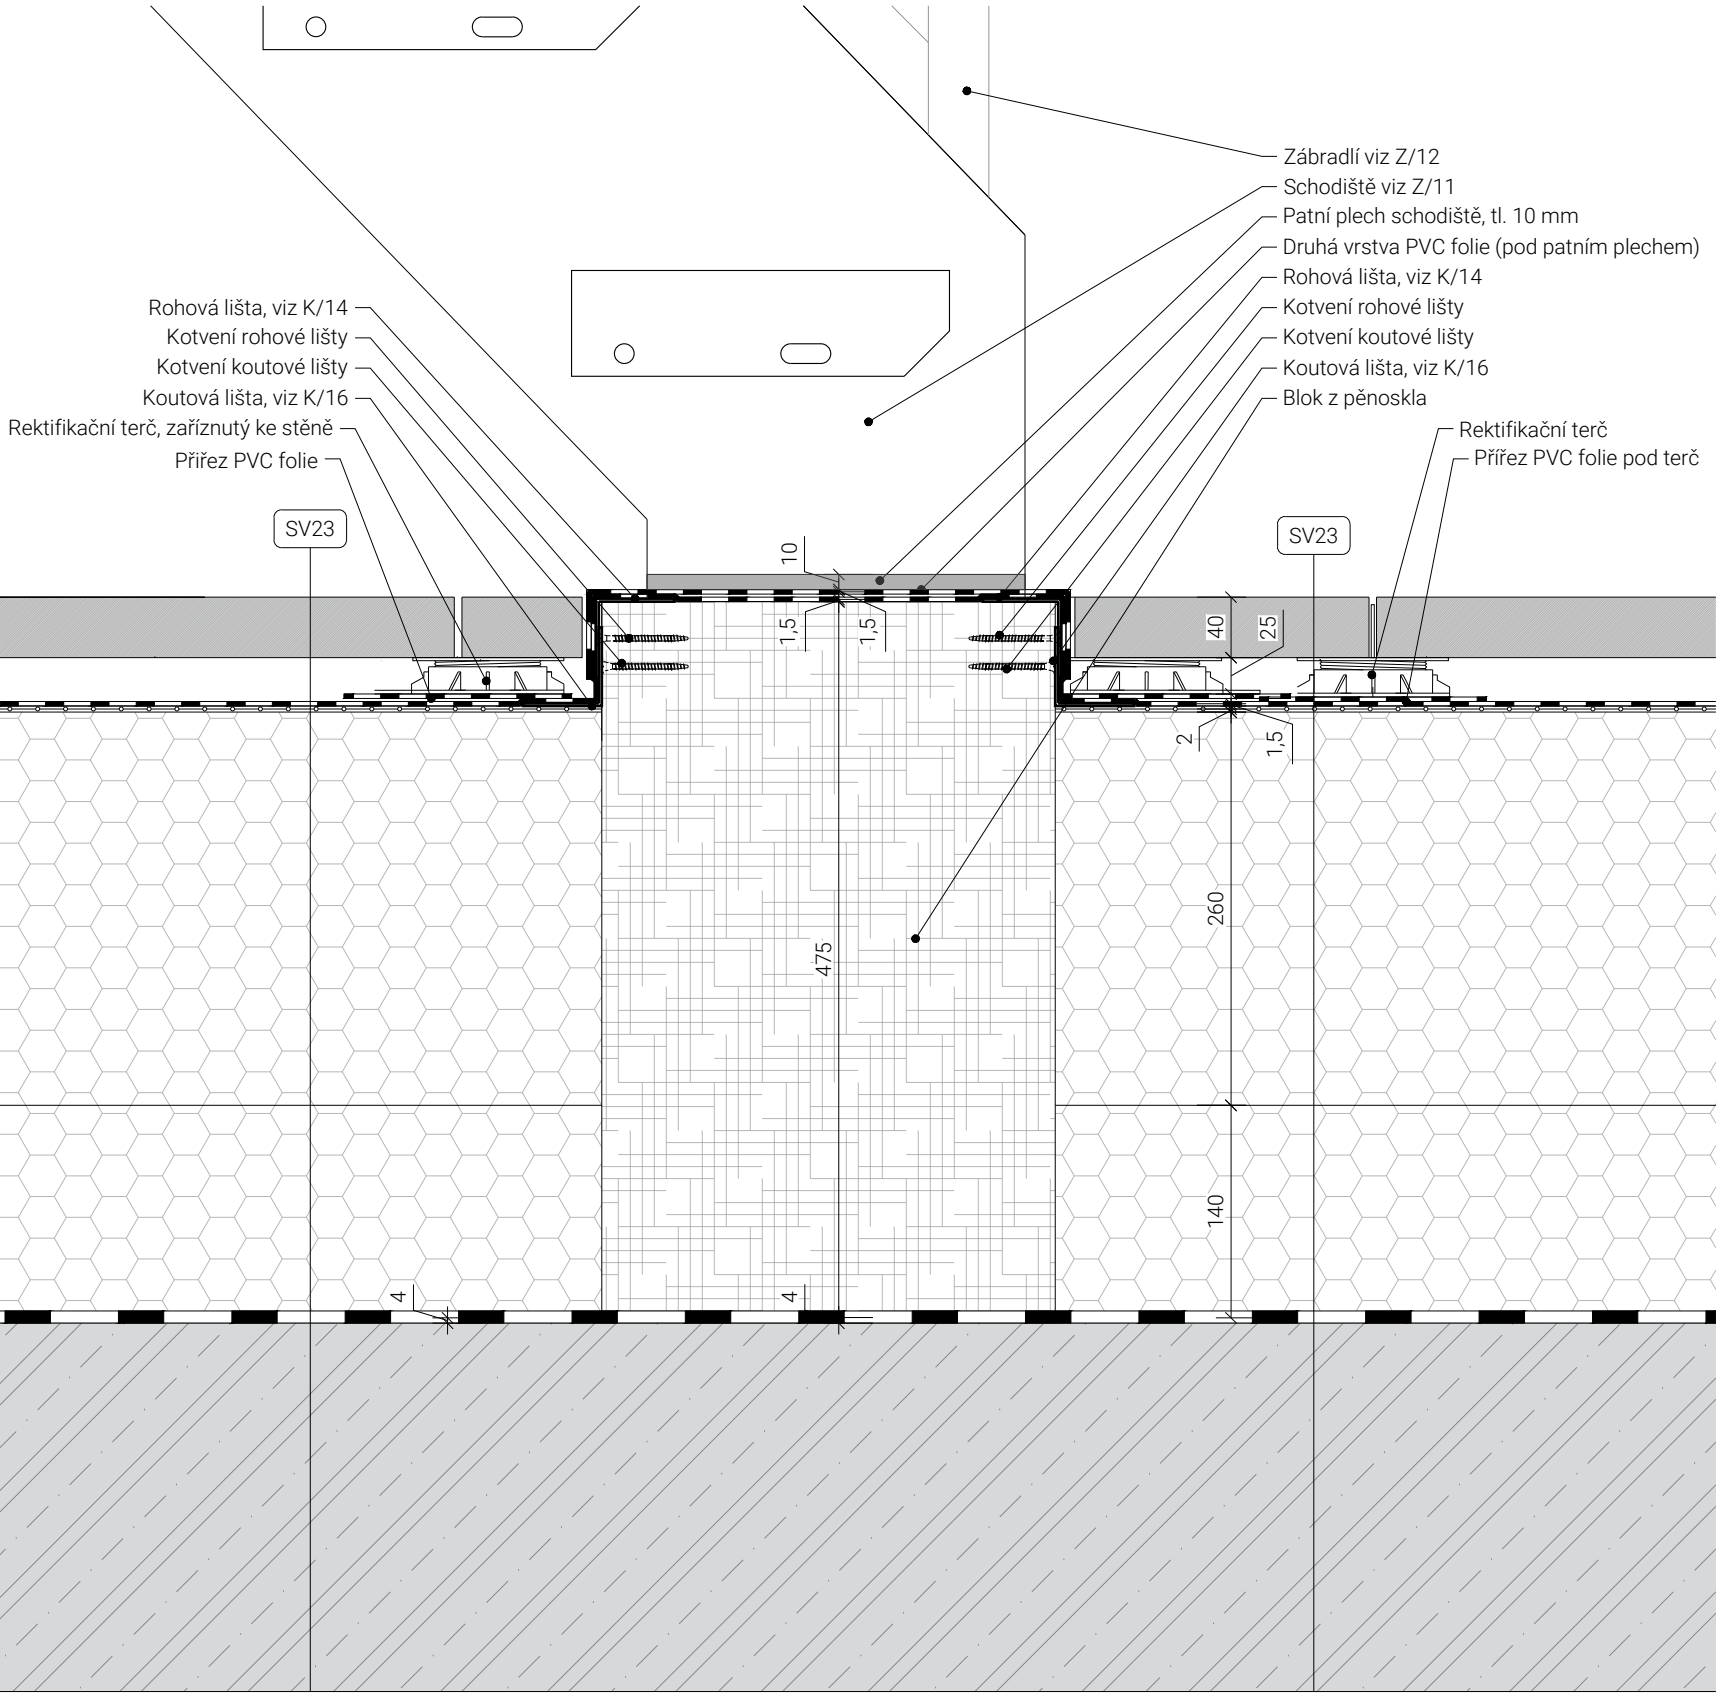 Zábradlí viz Z/12
Schodiště viz Z/11
Patní plech schodiště, tl. 10 mm
Druhá vrstva PVC folie (pod patním plechem)
Rohová lišta, viz K/14
Kotvení rohové lišty
Kotvení koutové lišty
Koutová lišta, viz K/16
Blok z pěnoskla
Rektifikační terč
Přířez PVC folie pod terč
Rohová lišta, viz K/14
Kotvení rohové lišty
Kotvení koutové lišty
Koutová lišta, viz K/16
Rektifikační terč, zaříznutý ke stěně
Přiřez PVC folie
SV23
SV23
10
1,5
1,5
40
25
2
1,5
260
475
140
4
4